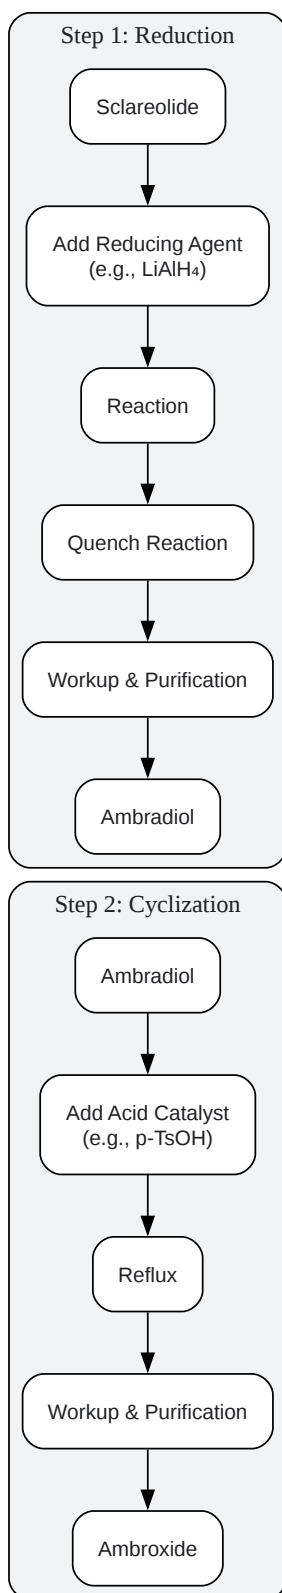 Step 1: Reduction
Sclareolide
Add Reducing Agent
(e.g., LiAlH₄)
Reaction
Quench Reaction
Workup & Purification
Ambradiol
Step 2: Cyclization
Ambradiol
Add Acid Catalyst
(e.g., p-TsOH)
Reflux
Workup & Purification
Ambroxide